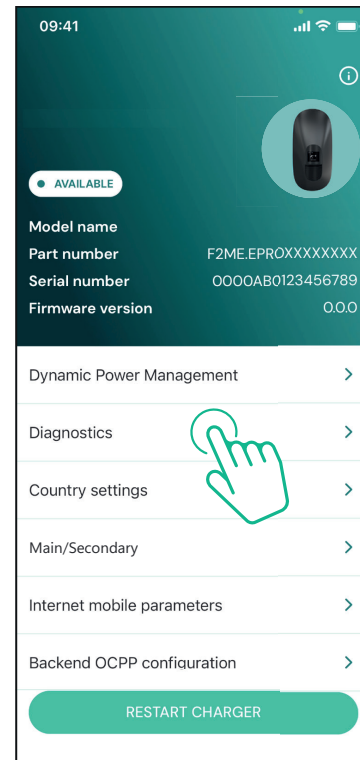 09:41
AVAILABLE
Model name
Part number F2ME.EPROXXXXXXXX
Serial number 0000AB0123456789
Firmware version 0.0.0
Dynamic Power Management
Diagnostics
Country settings
Main/Secondary
Internet mobile parameters
Backend OCPP configuration
RESTART CHARGER